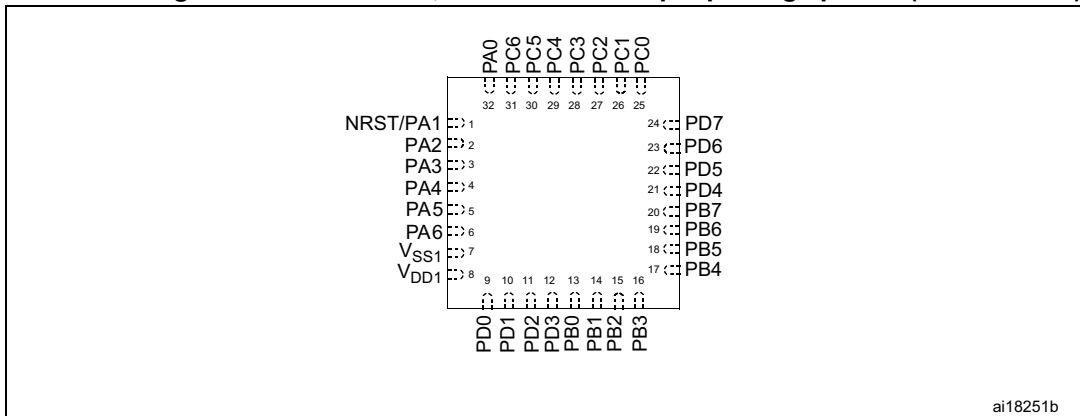 PA0 PC6 PC5 PC4 PC3 PC2 PC1 PC0
32 31 30 29 28 27 26 25
NRST/PA1 1
PA2 2
PA3 3
PA4 4
PA5 5
PA6 6
VSS1 7
VDD1 8
24 PD7
23 PD6
22 PD5
21 PD4
20 PB7
19 PB6
18 PB5
17 PB4
9 10 11 12 13 14 15 16
PD0 PD1 PD2 PD3 PB0 PB1 PB2 PB3
ai18251b